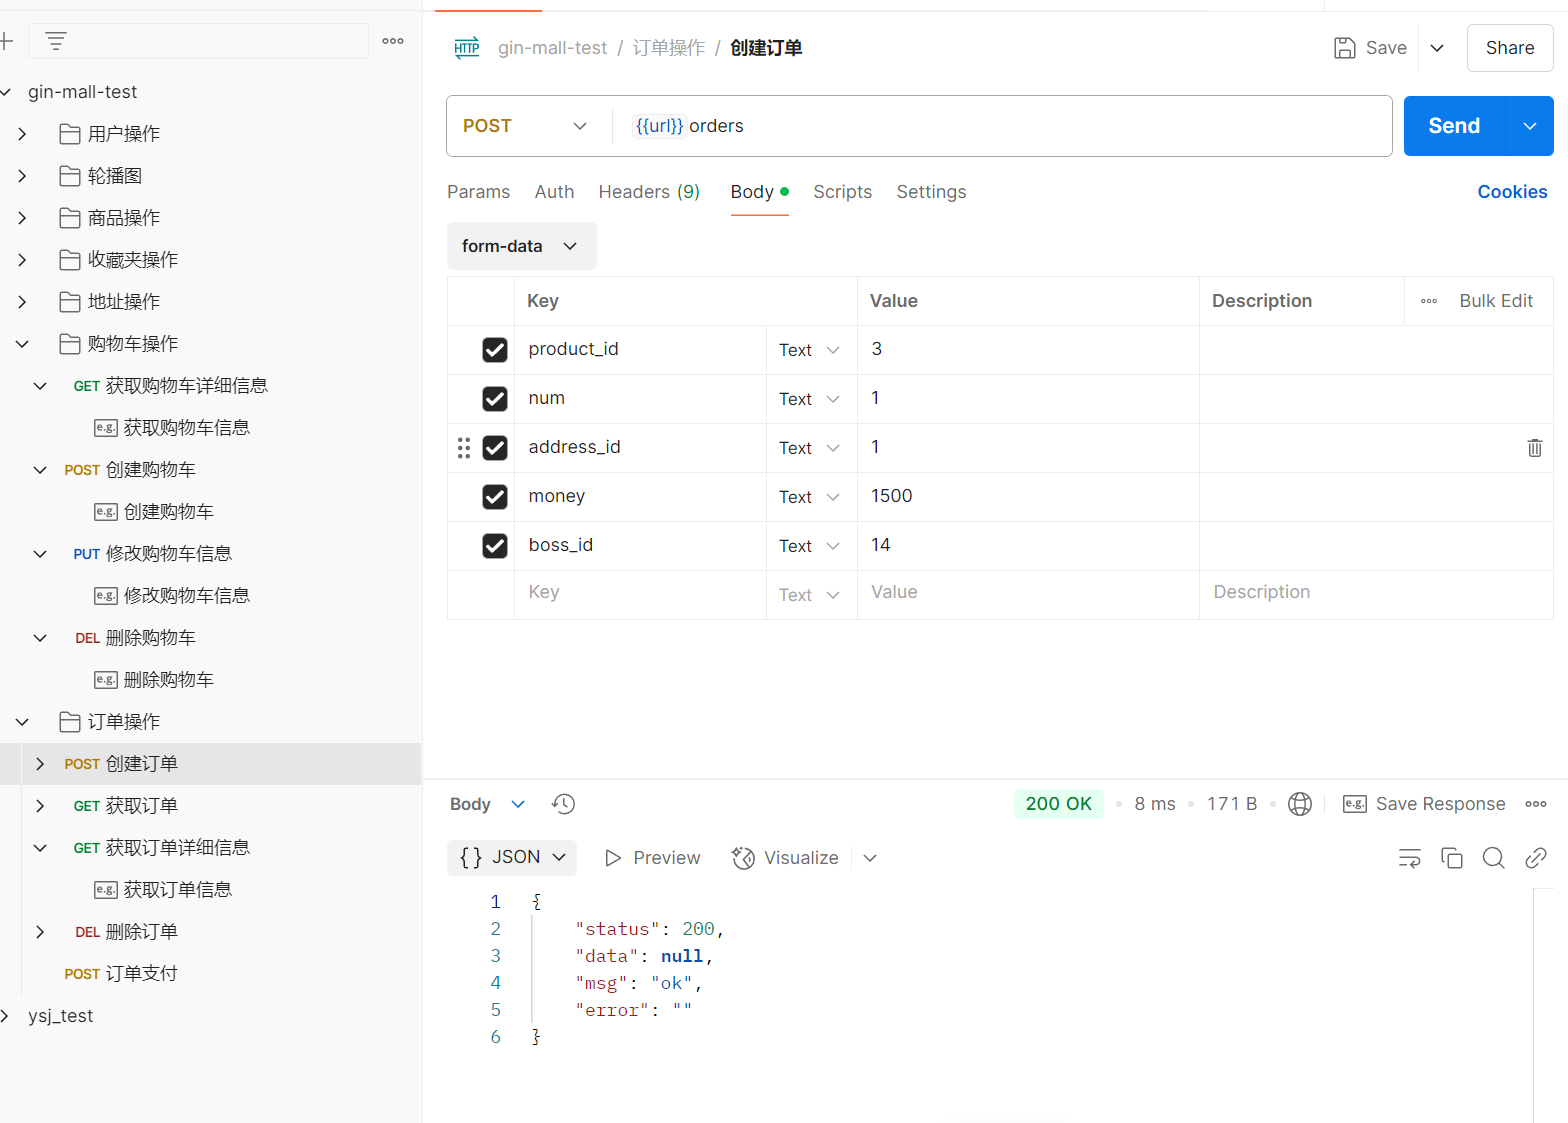 gin-mall-test
用户操作
轮播图
商品操作
收藏夹操作
地址操作
购物车操作
GET 获取购物车详细信息
e.g. 获取购物车信息
POST 创建购物车
e.g. 创建购物车
PUT 修改购物车信息
e.g. 修改购物车信息
DEL 删除购物车
e.g. 删除购物车
订单操作
POST 创建订单
GET 获取订单
GET 获取订单详细信息
e.g. 获取订单信息
DEL 删除订单
POST 订单支付
ysj_test
HTTP gin-mall-test / 订单操作 / 创建订单
Save
Share
POST {{url}} orders
Send
Params Auth Headers (9) Body Scripts Settings
Cookies
form-data
Key Value Description Bulk Edit
product_id Text 3
num Text 1
address_id Text 1
money Text 1500
boss_id Text 14
Key Text Value Description
Body 200 OK 8 ms 171 B e.g. Save Response
{} JSON Preview Visualize
1 {
2 "status": 200,
3 "data": null,
4 "msg": "ok",
5 "error": ""
6 }